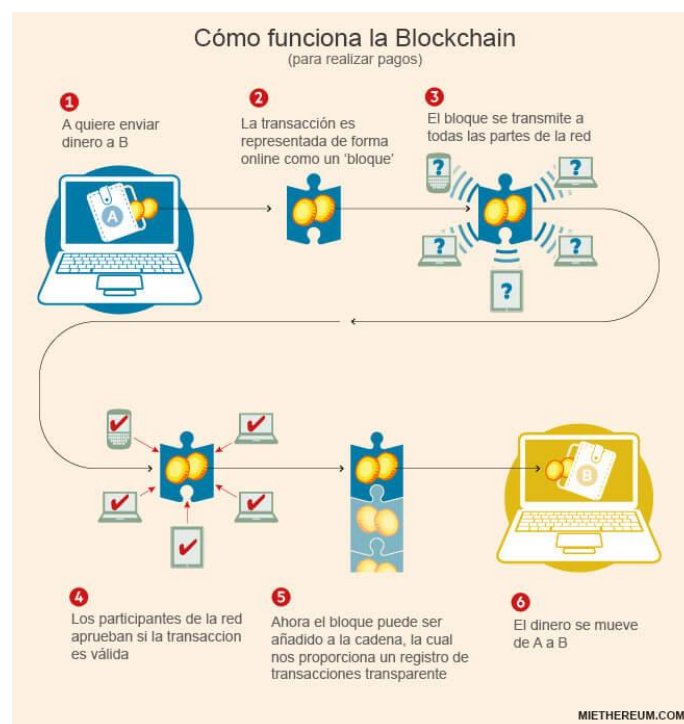 Cómo funciona la Blockchain
(para realizar pagos)
1
A quiere enviar
dinero a B
2
La transacción es
representada de forma
online como un 'bloque'
3
El bloque se transmite a
todas las partes de la red
A
?
?
?
?
?
B
4
Los participantes de la red
aprueban si la transaccion
es válida
5
Ahora el bloque puede ser
añadido a la cadena, la cual
nos proporciona un registro de
transacciones transparente
6
El dinero se mueve
de A a B
MIETHEREUM.COM